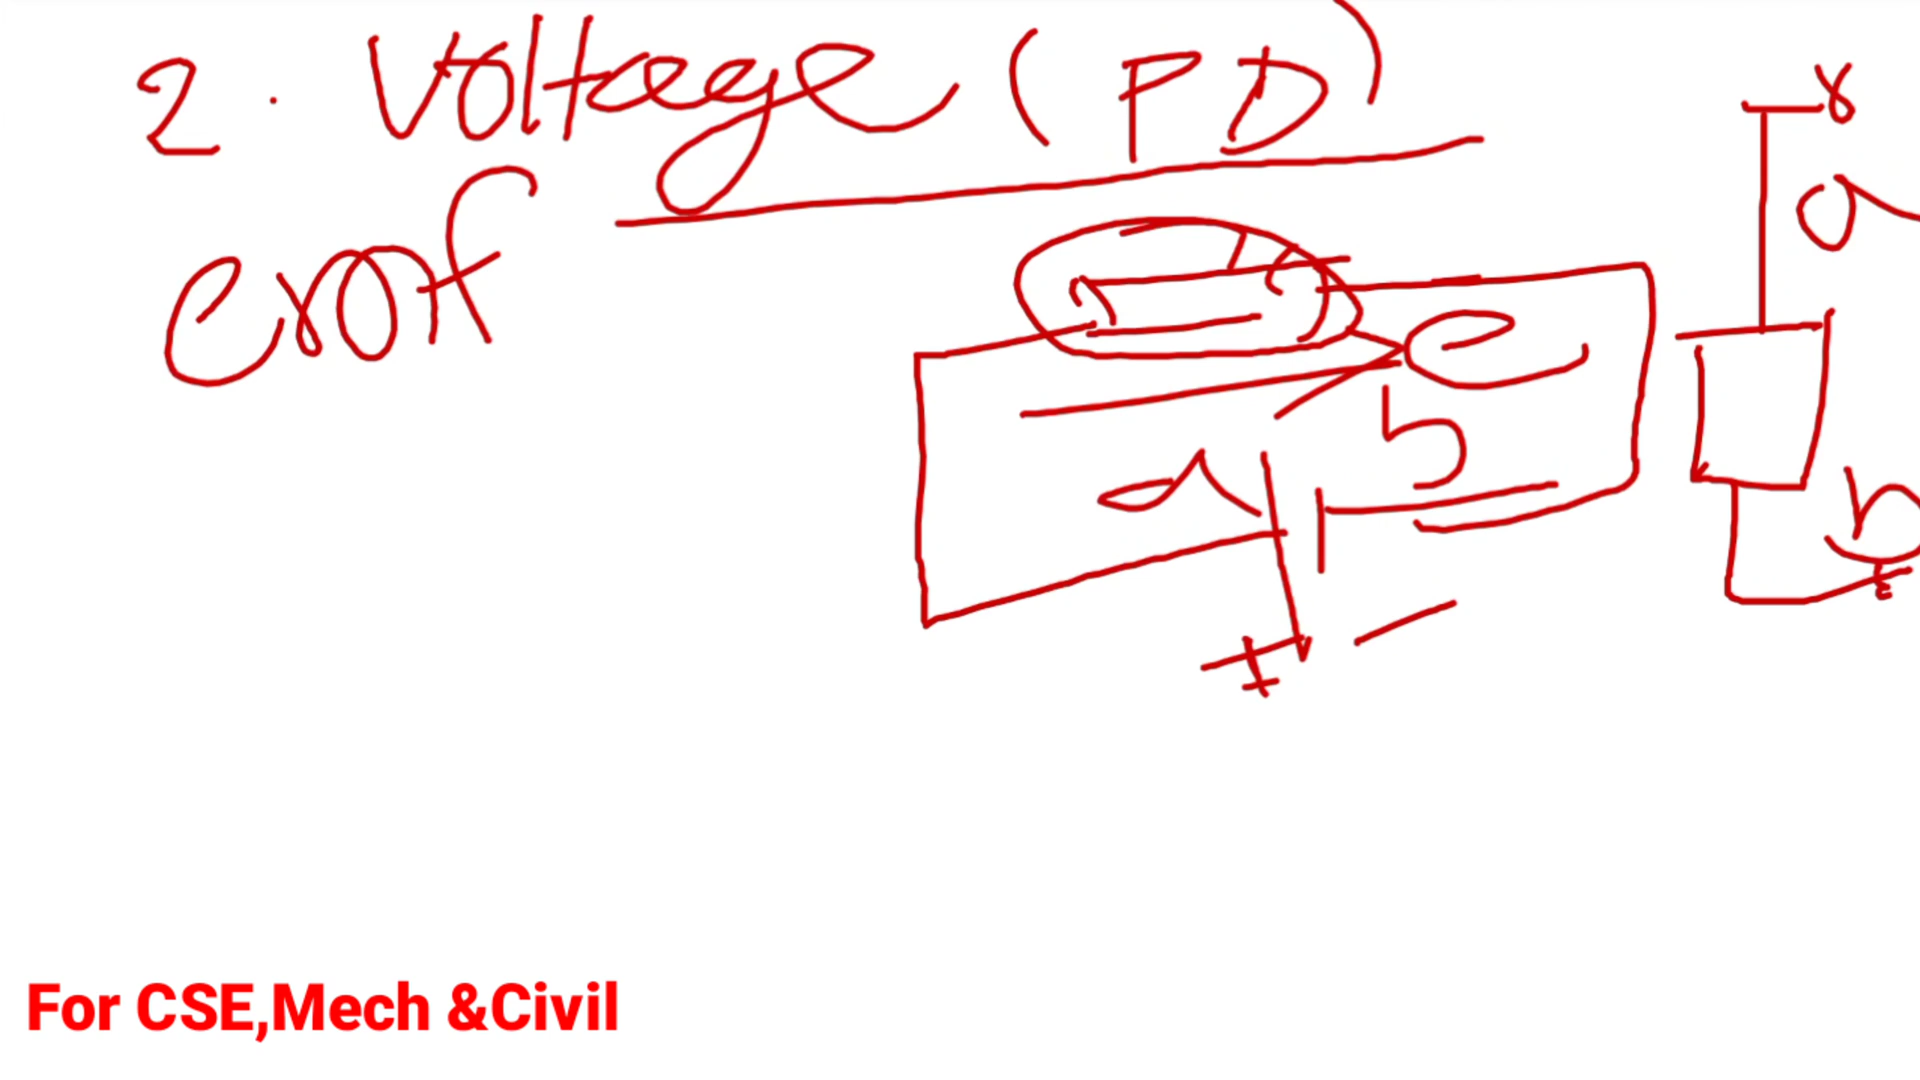 2. Voltage (PD)
emf
e
a
b
a
b
+ -
For CSE,Mech &Civil